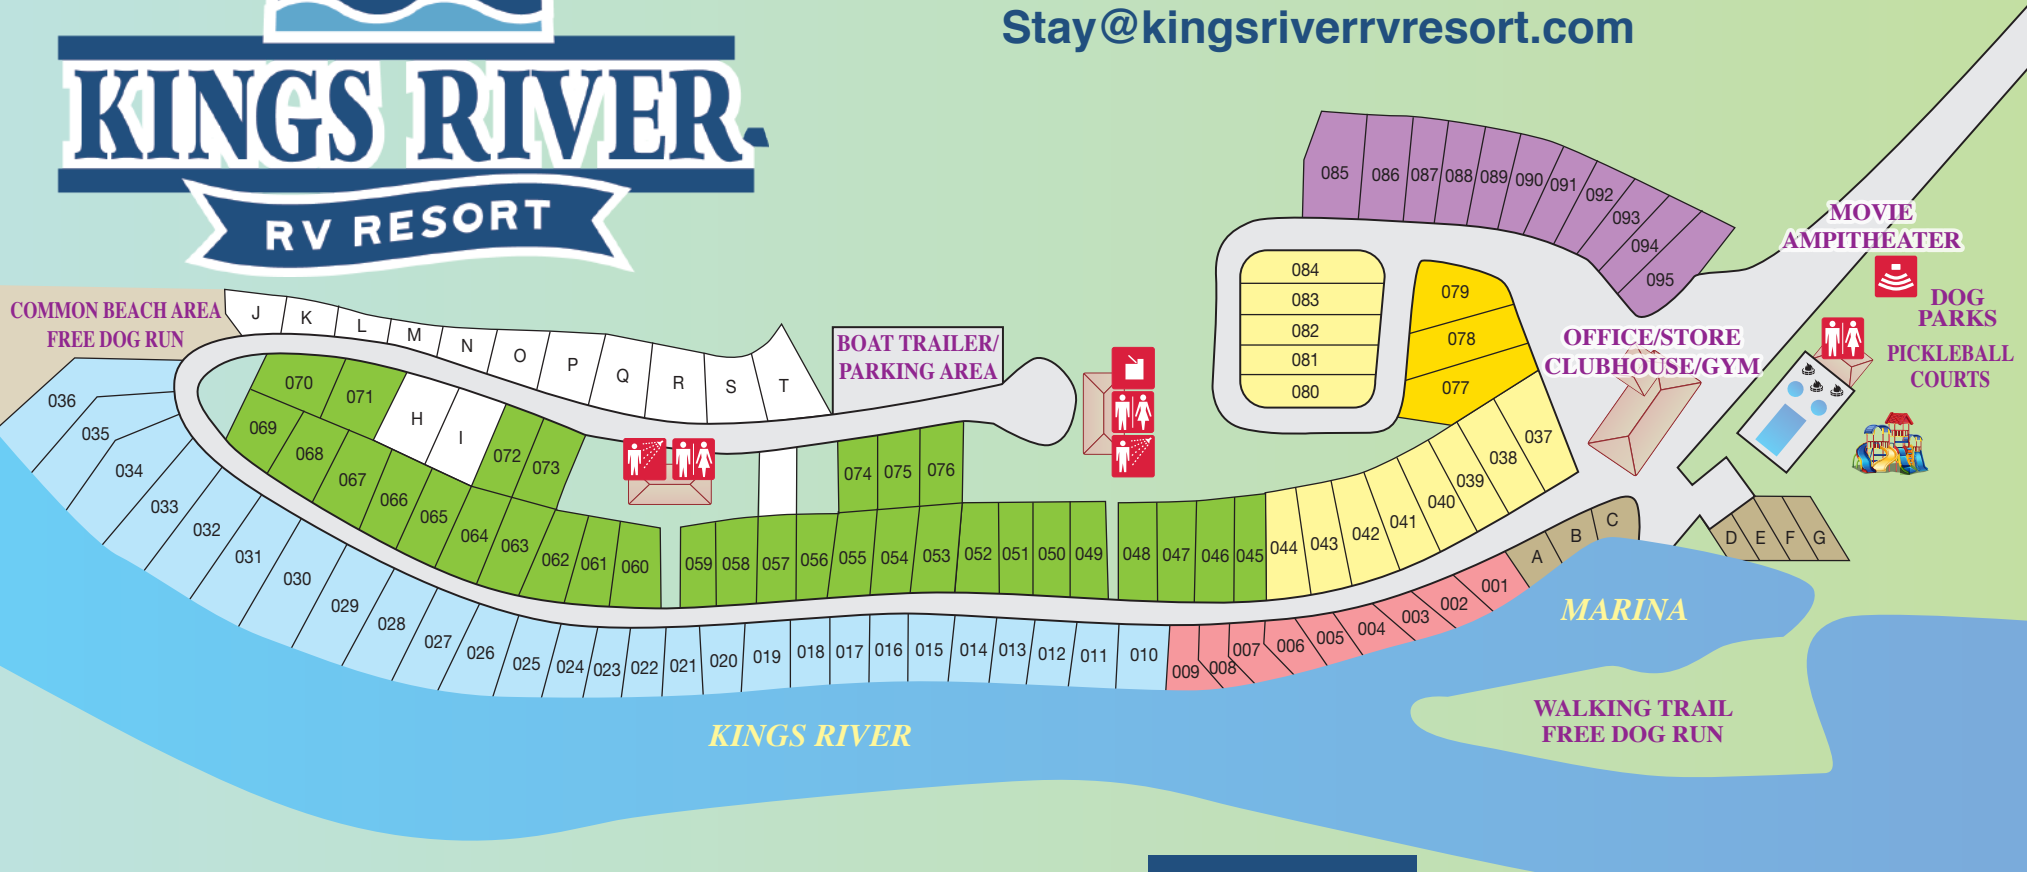 Stay@kingsriverrvresort.com
KINGS RIVER
RV RESORT
085
086
087
088
089
090
091
092
093
094
095
MOVIE
AMPITHEATER
DOG
PARKS
PICKLEBALL
COURTS
OFFICE/STORE
CLUBHOUSE/GYM
084
083
082
081
080
079
078
077
COMMON BEACH AREA
FREE DOG RUN
J
K
L
M
N
O
P
Q
R
S
T
BOAT TRAILER/
PARKING AREA
070
071
H
I
072
073
074
075
076
069
068
067
066
065
064
063
062
061
060
059
058
057
056
055
054
053
052
051
050
049
048
047
046
045
044
043
042
041
040
039
038
037
036
035
034
033
032
031
030
029
028
027
026
025
024
023
022
021
020
019
018
017
016
015
014
013
012
011
010
009
008
007
006
005
004
003
002
001
A
B
C
D
E
F
G
MARINA
KINGS RIVER
WALKING TRAIL
FREE DOG RUN